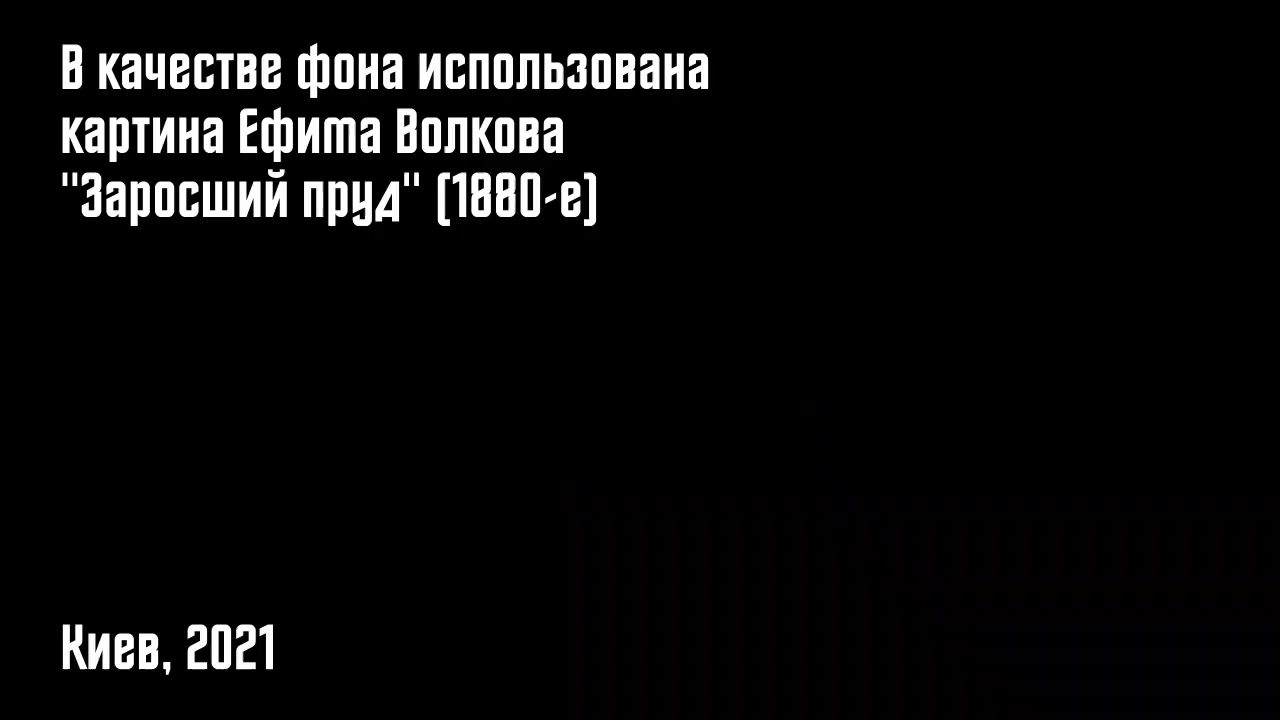 В качестве фона использована
картина Ефима Волкова
"Заросший пруд" (1880-е)
Киев, 2021